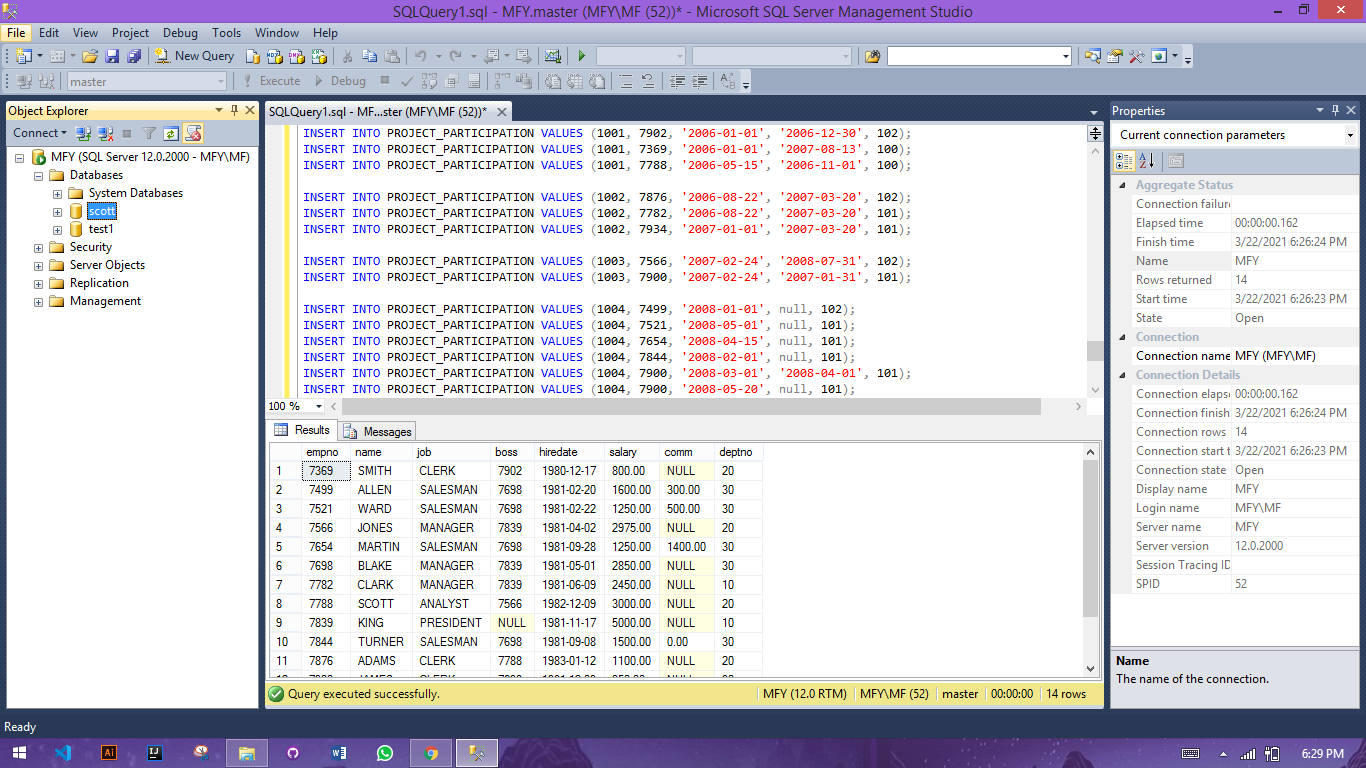 SQLQuery1.sql - MFY.master (MFY\MF (52))* - Microsoft SQL Server Management Studio
File Edit View Project Debug Tools Window Help
New Query
master Execute Debug
Object Explorer
Connect
MFY (SQL Server 12.0.2000 - MFY\MF)
Databases
System Databases
scott
test1
Security
Server Objects
Replication
Management
SQLQuery1.sql - MF...ster (MFY\MF (52))*
INSERT INTO PROJECT_PARTICIPATION VALUES (1001, 7902, '2006-01-01', '2006-12-30', 102);
INSERT INTO PROJECT_PARTICIPATION VALUES (1001, 7369, '2006-01-01', '2007-08-13', 100);
INSERT INTO PROJECT_PARTICIPATION VALUES (1001, 7788, '2006-05-15', '2006-11-01', 100);
INSERT INTO PROJECT_PARTICIPATION VALUES (1002, 7876, '2006-08-22', '2007-03-20', 102);
INSERT INTO PROJECT_PARTICIPATION VALUES (1002, 7782, '2006-08-22', '2007-03-20', 101);
INSERT INTO PROJECT_PARTICIPATION VALUES (1002, 7934, '2007-01-01', '2007-03-20', 101);
INSERT INTO PROJECT_PARTICIPATION VALUES (1003, 7566, '2007-02-24', '2008-07-31', 102);
INSERT INTO PROJECT_PARTICIPATION VALUES (1003, 7900, '2007-02-24', '2007-01-31', 101);
INSERT INTO PROJECT_PARTICIPATION VALUES (1004, 7499, '2008-01-01', null, 102);
INSERT INTO PROJECT_PARTICIPATION VALUES (1004, 7521, '2008-05-01', null, 101);
INSERT INTO PROJECT_PARTICIPATION VALUES (1004, 7654, '2008-04-15', null, 101);
INSERT INTO PROJECT_PARTICIPATION VALUES (1004, 7844, '2008-02-01', null, 101);
INSERT INTO PROJECT_PARTICIPATION VALUES (1004, 7900, '2008-03-01', '2008-04-01', 101);
INSERT INTO PROJECT_PARTICIPATION VALUES (1004, 7900, '2008-05-20', null, 101);
100 %
Results Messages
empno name job boss hiredate salary comm deptno
1 7369 SMITH CLERK 7902 1980-12-17 800.00 NULL 20
2 7499 ALLEN SALESMAN 7698 1981-02-20 1600.00 300.00 30
3 7521 WARD SALESMAN 7698 1981-02-22 1250.00 500.00 30
4 7566 JONES MANAGER 7839 1981-04-02 2975.00 NULL 20
5 7654 MARTIN SALESMAN 7698 1981-09-28 1250.00 1400.00 30
6 7698 BLAKE MANAGER 7839 1981-05-01 2850.00 NULL 30
7 7782 CLARK MANAGER 7839 1981-06-09 2450.00 NULL 10
8 7788 SCOTT ANALYST 7566 1982-12-09 3000.00 NULL 20
9 7839 KING PRESIDENT NULL 1981-11-17 5000.00 NULL 10
10 7844 TURNER SALESMAN 7698 1981-09-08 1500.00 0.00 30
11 7876 ADAMS CLERK 7788 1983-01-12 1100.00 NULL 20
Query executed successfully. MFY (12.0 RTM) MFY\MF (52) master 00:00:00 14 rows
Properties
Current connection parameters
Aggregate Status
Connection failure
Elapsed time 00:00:00.162
Finish time 3/22/2021 6:26:24 PM
Name MFY
Rows returned 14
Start time 3/22/2021 6:26:23 PM
State Open
Connection
Connection name MFY (MFY\MF)
Connection Details
Connection elapse 00:00:00.162
Connection finish 3/22/2021 6:26:24 PM
Connection rows 14
Connection start t 3/22/2021 6:26:23 PM
Connection state Open
Display name MFY
Login name MFY\MF
Server name MFY
Server version 12.0.2000
Session Tracing ID
SPID 52
Name
The name of the connection.
Ready
6:29 PM